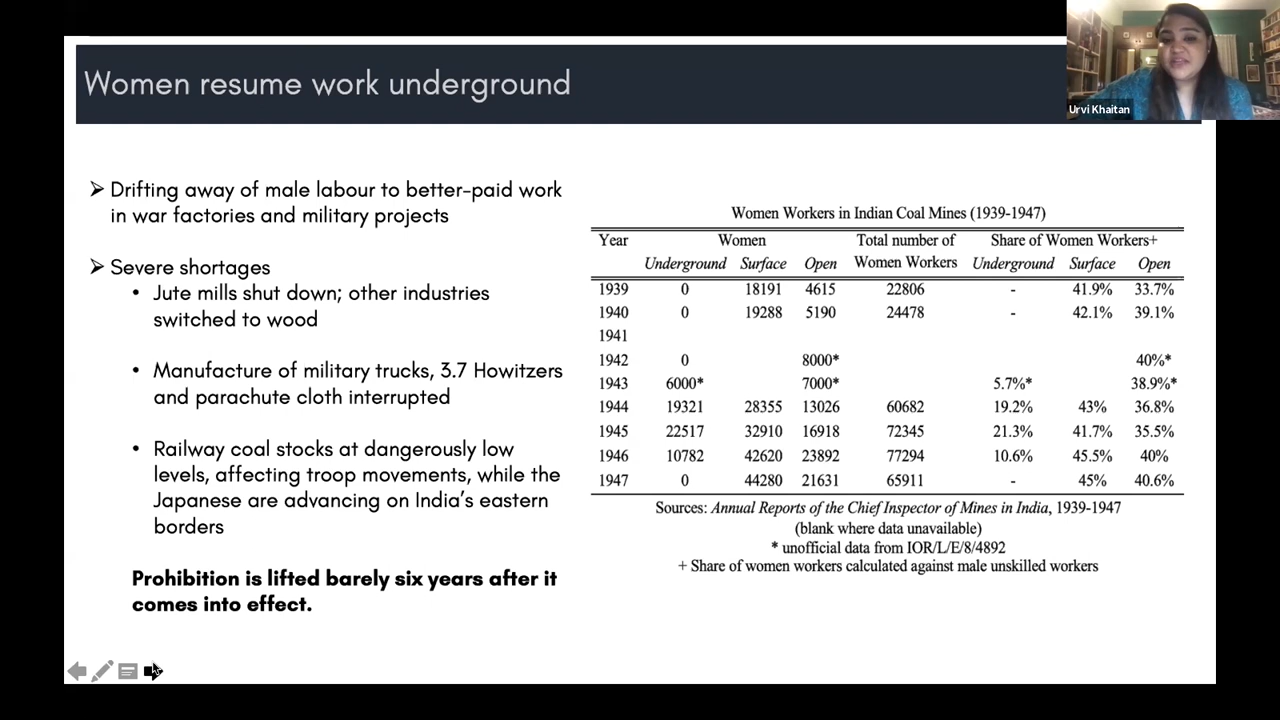 Women resume work underground
Urvi Khaitan
➢ Drifting away of male labour to better-paid work
in war factories and military projects
➢ Severe shortages
• Jute mills shut down; other industries
switched to wood
• Manufacture of military trucks, 3.7 Howitzers
and parachute cloth interrupted
• Railway coal stocks at dangerously low
levels, affecting troop movements, while the
Japanese are advancing on India's eastern
borders
Prohibition is lifted barely six years after it
comes into effect.
Women Workers in Indian Coal Mines (1939-1947)
Year Women Total number of Share of Women Workers+
Underground Surface Open Women Workers Underground Surface Open
1939 0 18191 4615 22806 - 41.9% 33.7%
1940 0 19288 5190 24478 - 42.1% 39.1%
1941
1942 0 8000* 40%*
1943 6000* 7000* 5.7%* 38.9%*
1944 19321 28355 13026 60682 19.2% 43% 36.8%
1945 22517 32910 16918 72345 21.3% 41.7% 35.5%
1946 10782 42620 23892 77294 10.6% 45.5% 40%
1947 0 44280 21631 65911 - 45% 40.6%
Sources: Annual Reports of the Chief Inspector of Mines in India, 1939-1947
(blank where data unavailable)
* unofficial data from IOR/L/E/8/4892
+ Share of women workers calculated against male unskilled workers